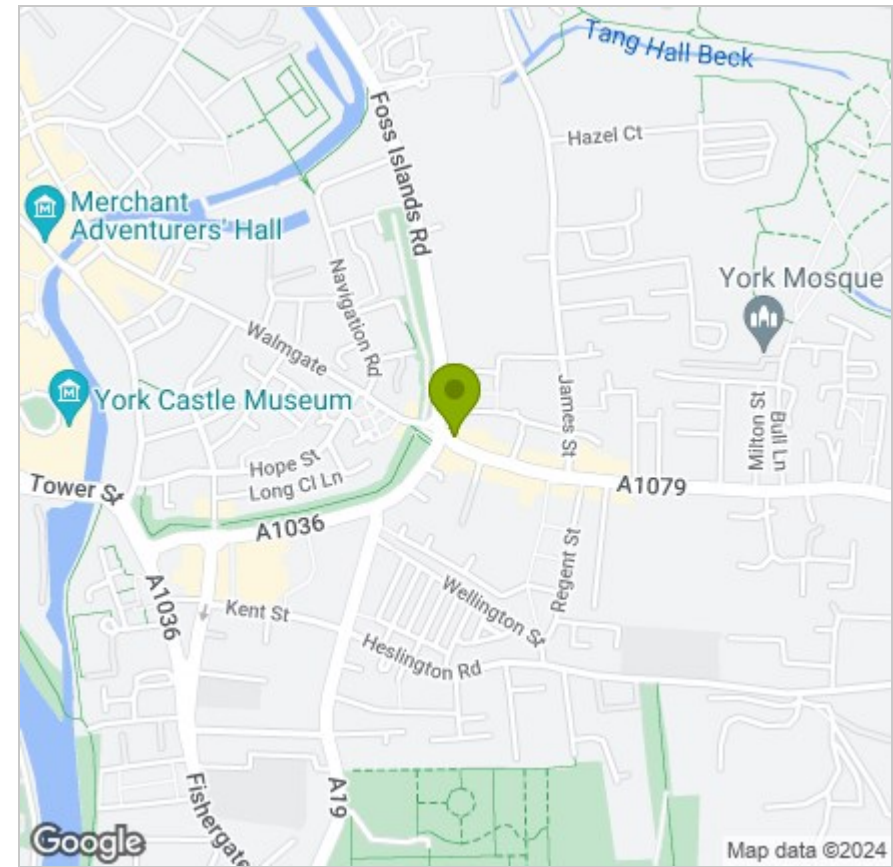 Tang Hall Beck
Foss Islands Rd
Hazel Ct
Merchant
Adventurers' Hall
Navigation Rd
York Mosque
Walmgate
York Castle Museum
James St
Milton St
Bull Ln
Hope St
Long Cl Ln
Tower St
A1079
A1036
A1036
Regent St
Wellington St
Kent St
Heslington Rd
Fishergate
A19
Google
Map data ©2024